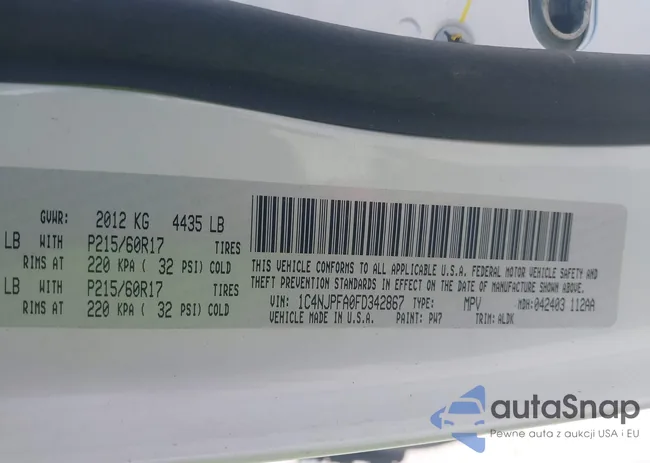 GVWR: 2012 KG 4435 LB
LB WITH P215/60R17 TIRES
RIMS AT 220 KPA ( 32 PSI) COLD
LB WITH P215/60R17 TIRES
RIMS AT 220 KPA ( 32 PSI) COLD
THIS VEHICLE CONFORMS TO ALL APPLICABLE U.S.A. FEDERAL MOTOR VEHICLE SAFETY AND
THEFT PREVENTION STANDARDS IN EFFECT ON THE DATE OF MANUFACTURE SHOWN ABOVE.
VIN: 1C4NJPFA0FD342867 TYPE: MPV MDH: 042403 112AA
VEHICLE MADE IN U.S.A. PAINT: PW7 TRIM: ALDK
autaSnap
Pewne auta z aukcji USA i EU